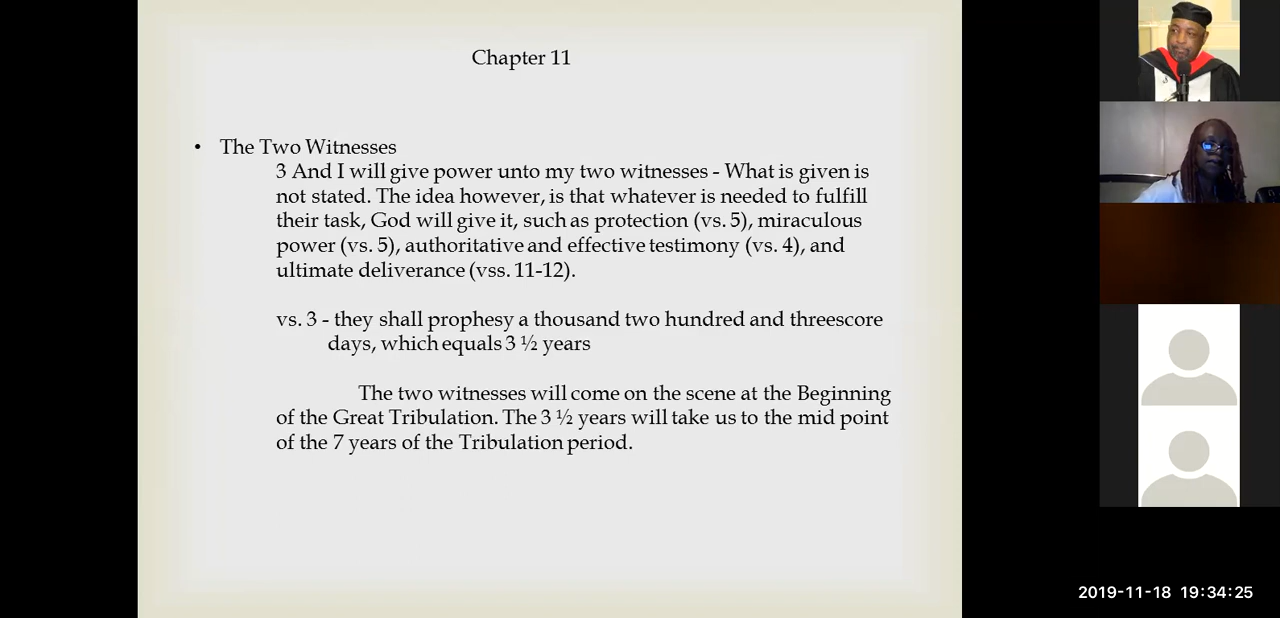 Chapter 11
• The Two Witnesses
3 And I will give power unto my two witnesses - What is given is
not stated. The idea however, is that whatever is needed to fulfill
their task, God will give it, such as protection (vs. 5), miraculous
power (vs. 5), authoritative and effective testimony (vs. 4), and
ultimate deliverance (vss. 11-12).
vs. 3 - they shall prophesy a thousand two hundred and threescore
days, which equals 3 ½ years
The two witnesses will come on the scene at the Beginning
of the Great Tribulation. The 3 ½ years will take us to the mid point
of the 7 years of the Tribulation period.
2019-11-18 19:34:25